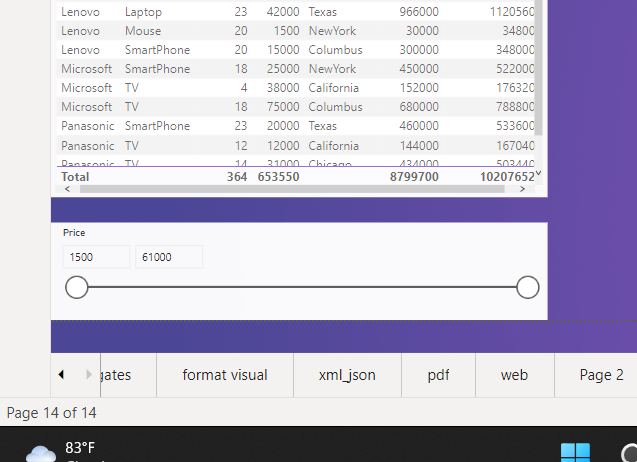 Lenovo Laptop 23 42000 Texas 966000 1120560
Lenovo Mouse 20 1500 NewYork 30000 34800
Lenovo SmartPhone 20 15000 Columbus 300000 348000
Microsoft SmartPhone 18 25000 NewYork 450000 522000
Microsoft TV 4 38000 California 152000 176320
Microsoft TV 18 75000 Columbus 680000 788800
Panasonic SmartPhone 23 20000 Texas 460000 533600
Panasonic TV 12 12000 California 144000 167040
Panasonic TV 14 31000 Chicago 434000 503440
Total 364 653550 8799700 10207652
Price
1500 61000
gates format visual xml_json pdf web Page 2
Page 14 of 14
83°F